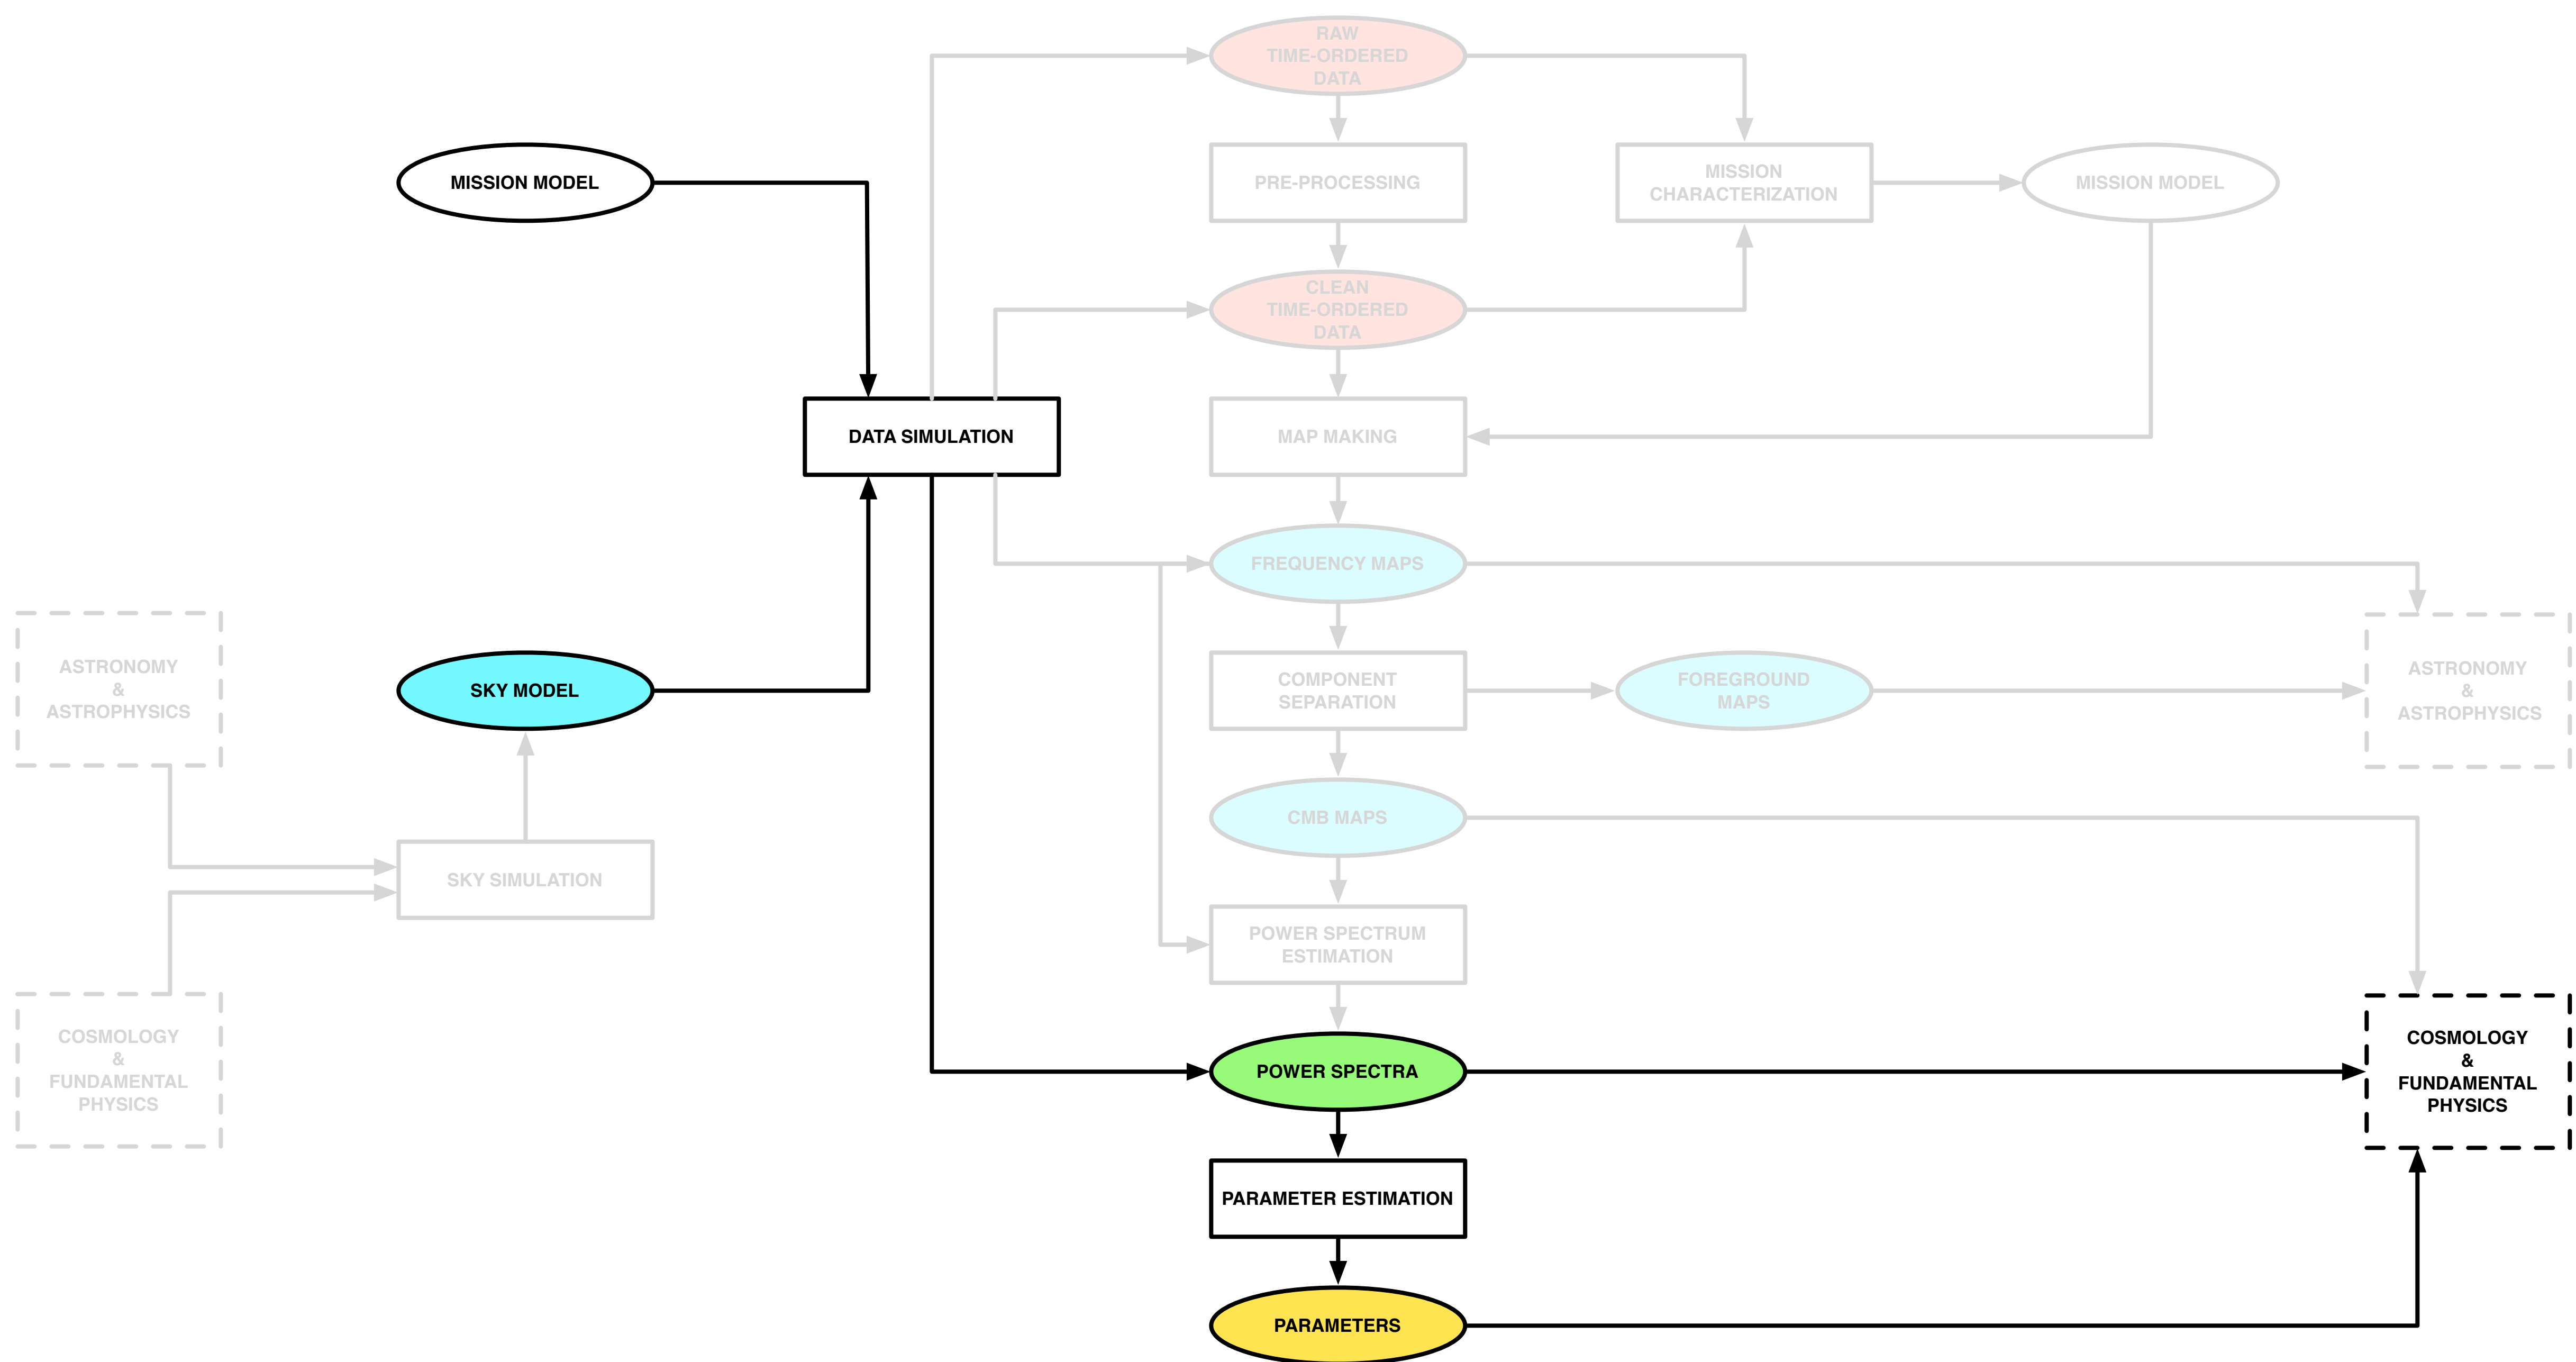 RAW
TIME-ORDERED
DATA
MISSION MODEL
PRE-PROCESSING
MISSION
CHARACTERIZATION
MISSION MODEL
CLEAN
TIME-ORDERED
DATA
DATA SIMULATION
MAP MAKING
FREQUENCY MAPS
ASTRONOMY
&
ASTROPHYSICS
SKY MODEL
COMPONENT
SEPARATION
FOREGROUND
MAPS
ASTRONOMY
&
ASTROPHYSICS
CMB MAPS
SKY SIMULATION
POWER SPECTRUM
ESTIMATION
COSMOLOGY
&
FUNDAMENTAL
PHYSICS
POWER SPECTRA
COSMOLOGY
&
FUNDAMENTAL
PHYSICS
PARAMETER ESTIMATION
PARAMETERS